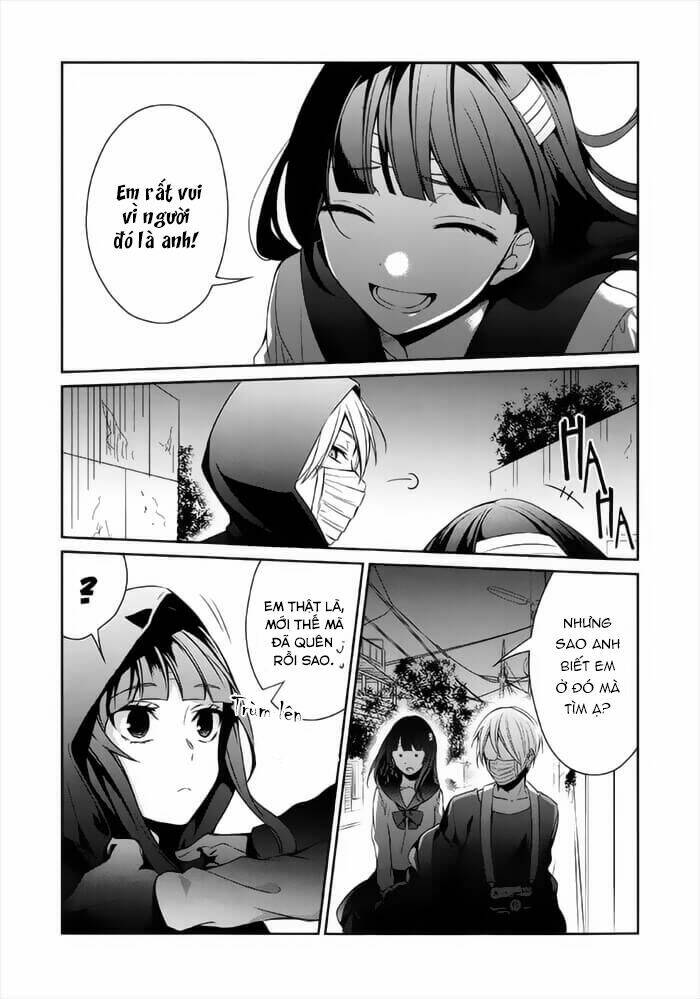 Em rất vui
vì người
đó là anh!
HA
HA
NHƯNG
SAO ANH
BIẾT EM
Ở ĐÓ MÀ
TÌM Ạ?
EM THẬT LÀ,
MỚI THẾ MÀ
ĐÃ QUÊN
RỒI SAO.
?
Trùm lên